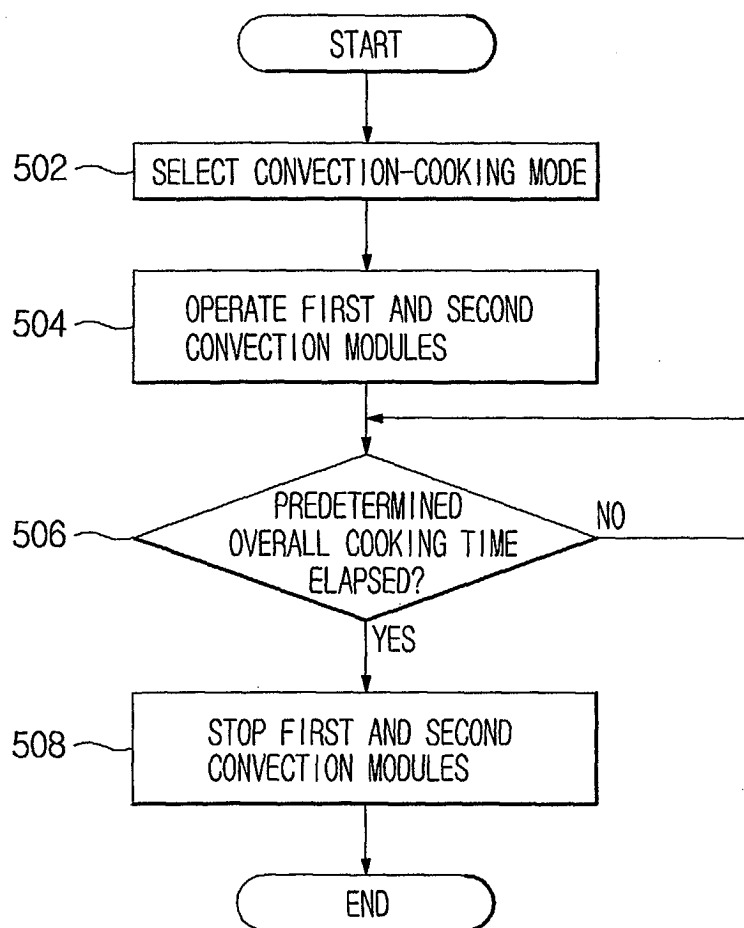 START
502
SELECT CONVECTION-COOKING MODE
504
OPERATE FIRST AND SECOND
CONVECTION MODULES
506
PREDETERMINED
OVERALL COOKING TIME
ELAPSED?
NO
YES
508
STOP FIRST AND SECOND
CONVECTION MODULES
END